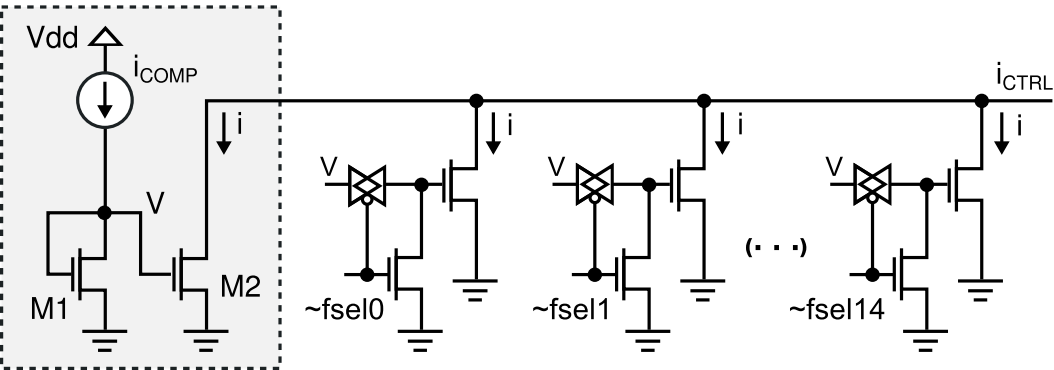 Vdd
iCOMP
i
V
M1
M2
V
i
~fsel0
V
i
~fsel1
(· · ·)
V
i
~fsel14
iCTRL